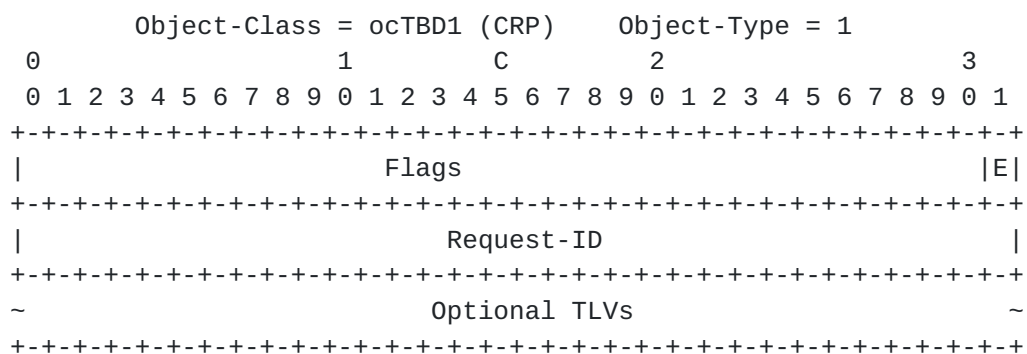 Object-Class = ocTBD1 (CRP)    Object-Type = 1
 0                   1         C         2                   3
 0 1 2 3 4 5 6 7 8 9 0 1 2 3 4 5 6 7 8 9 0 1 2 3 4 5 6 7 8 9 0 1
+-+-+-+-+-+-+-+-+-+-+-+-+-+-+-+-+-+-+-+-+-+-+-+-+-+-+-+-+-+-+-+-+
|                       Flags                                 |E|
+-+-+-+-+-+-+-+-+-+-+-+-+-+-+-+-+-+-+-+-+-+-+-+-+-+-+-+-+-+-+-+-+
|                           Request-ID                          |
+-+-+-+-+-+-+-+-+-+-+-+-+-+-+-+-+-+-+-+-+-+-+-+-+-+-+-+-+-+-+-+-+
~                          Optional TLVs                        ~
+-+-+-+-+-+-+-+-+-+-+-+-+-+-+-+-+-+-+-+-+-+-+-+-+-+-+-+-+-+-+-+-+